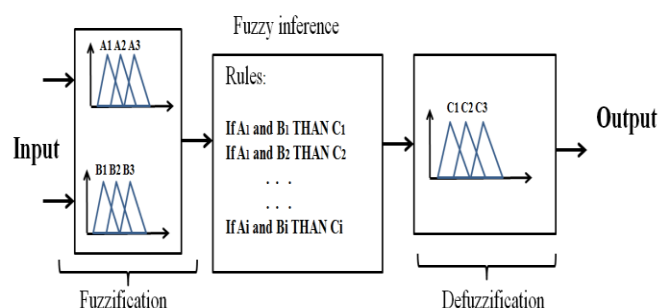 Fuzzy inference
Input
A1 A2 A3
B1 B2 B3
Fuzzification
Rules:
If A1 and B1 THAN C1
If A1 and B2 THAN C2
. . .
. . .
If Ai and Bi THAN Ci
C1 C2 C3
Defuzzification
Output